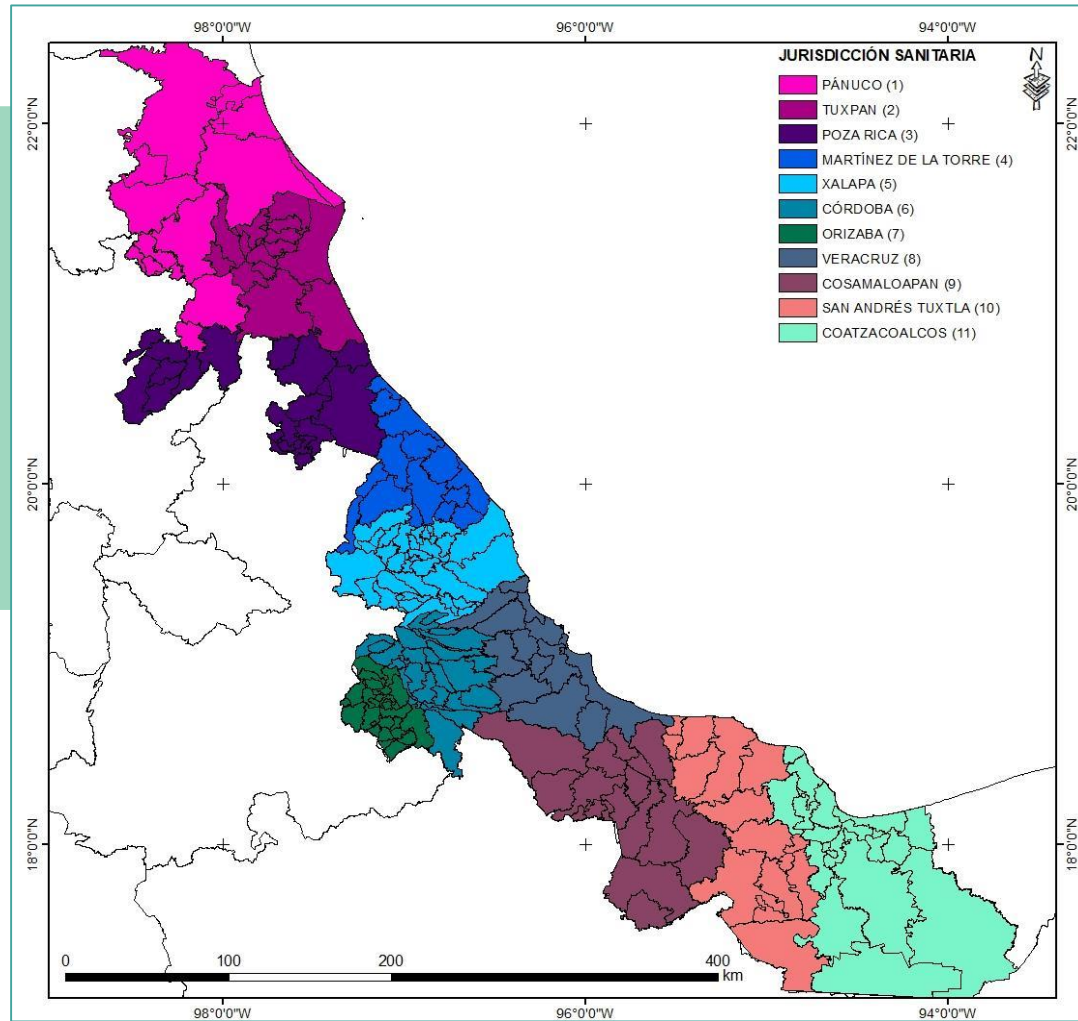 98°0'0"W
96°0'0"W
94°0'0"W
JURISDICCIÓN SANITARIA
N
PÁNUCO (1)
TUXPAN (2)
POZA RICA (3)
MARTÍNEZ DE LA TORRE (4)
XALAPA (5)
CÓRDOBA (6)
ORIZABA (7)
VERACRUZ (8)
COSAMALOAPAN (9)
SAN ANDRÉS TUXTLA (10)
COATZACOALCOS (11)
22°0'0"N
22°0'0"N
20°0'0"N
20°0'0"N
18°0'0"N
18°0'0"N
0 100 200 400
km
98°0'0"W
96°0'0"W
94°0'0"W